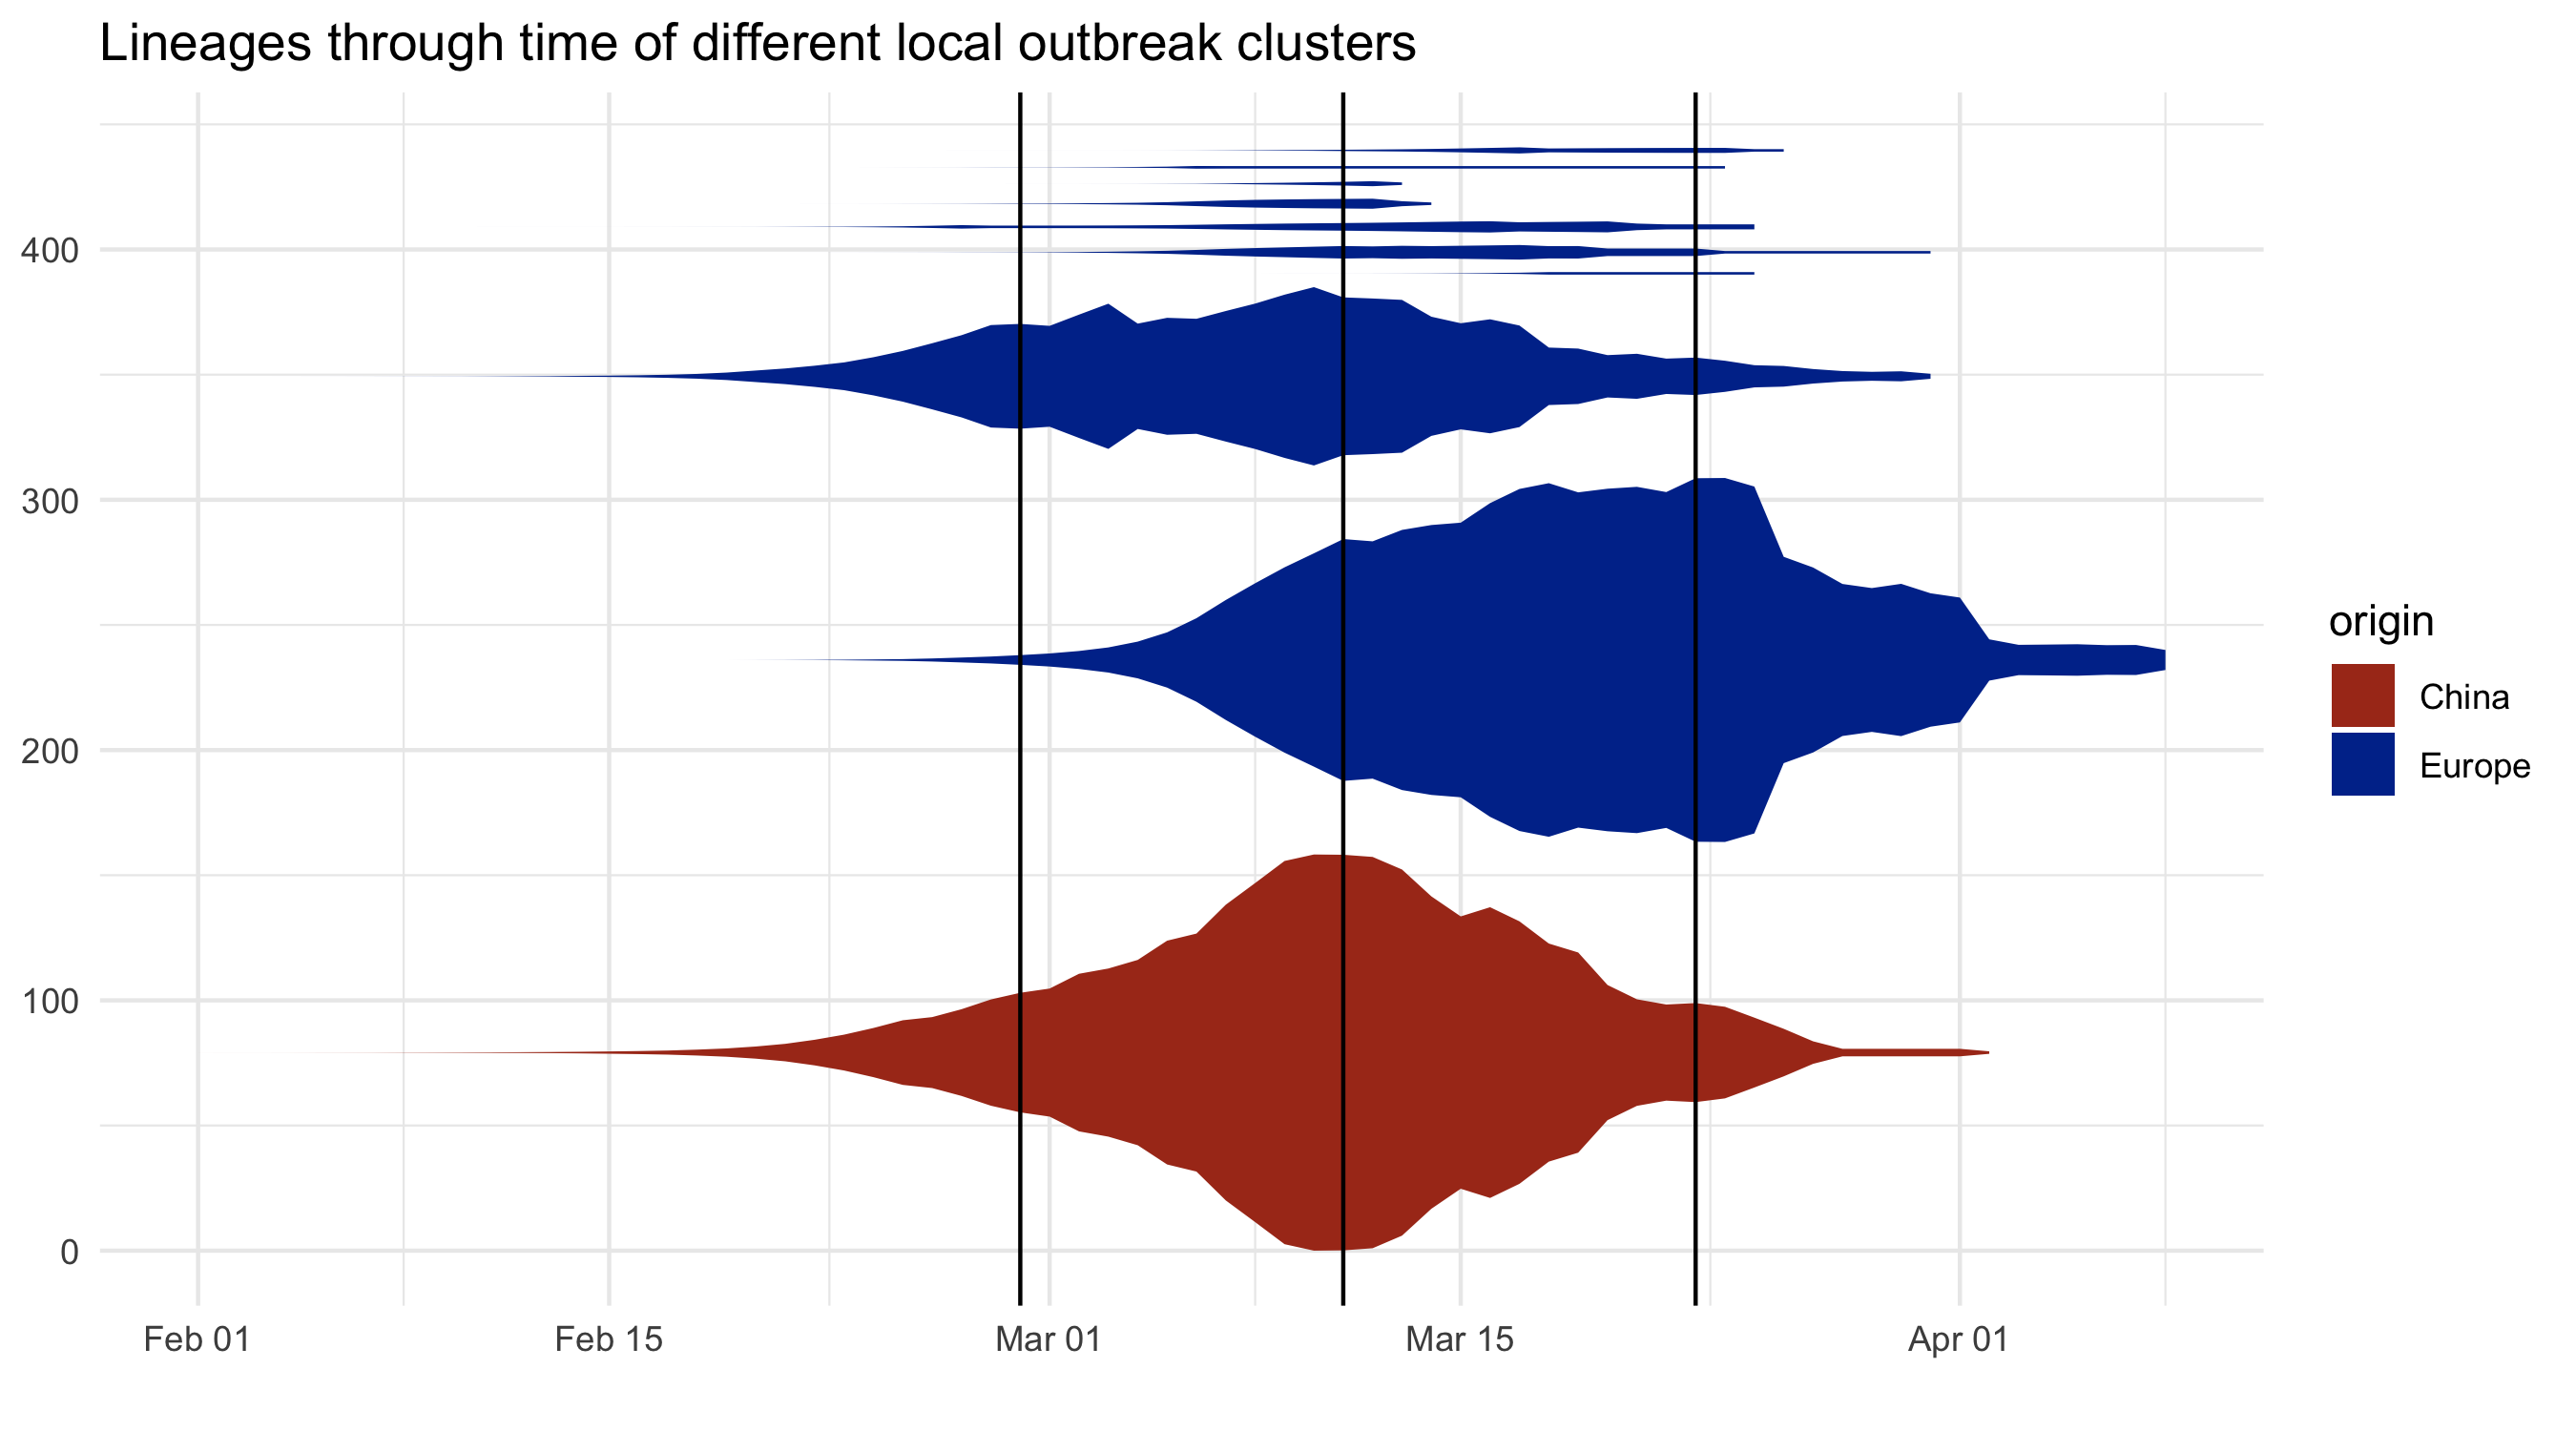 Lineages through time of different local outbreak clusters
400
300
200
100
0
Feb 01
Feb 15
Mar 01
Mar 15
Apr 01
origin
China
Europe